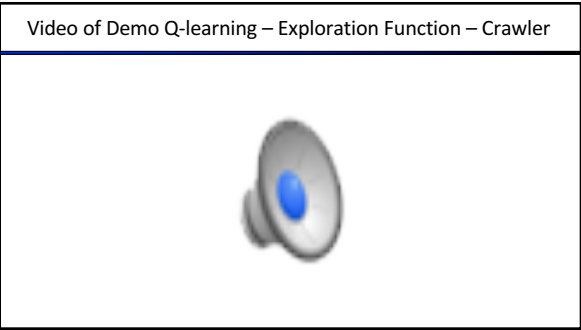 Video of Demo Q-learning – Exploration Function – Crawler